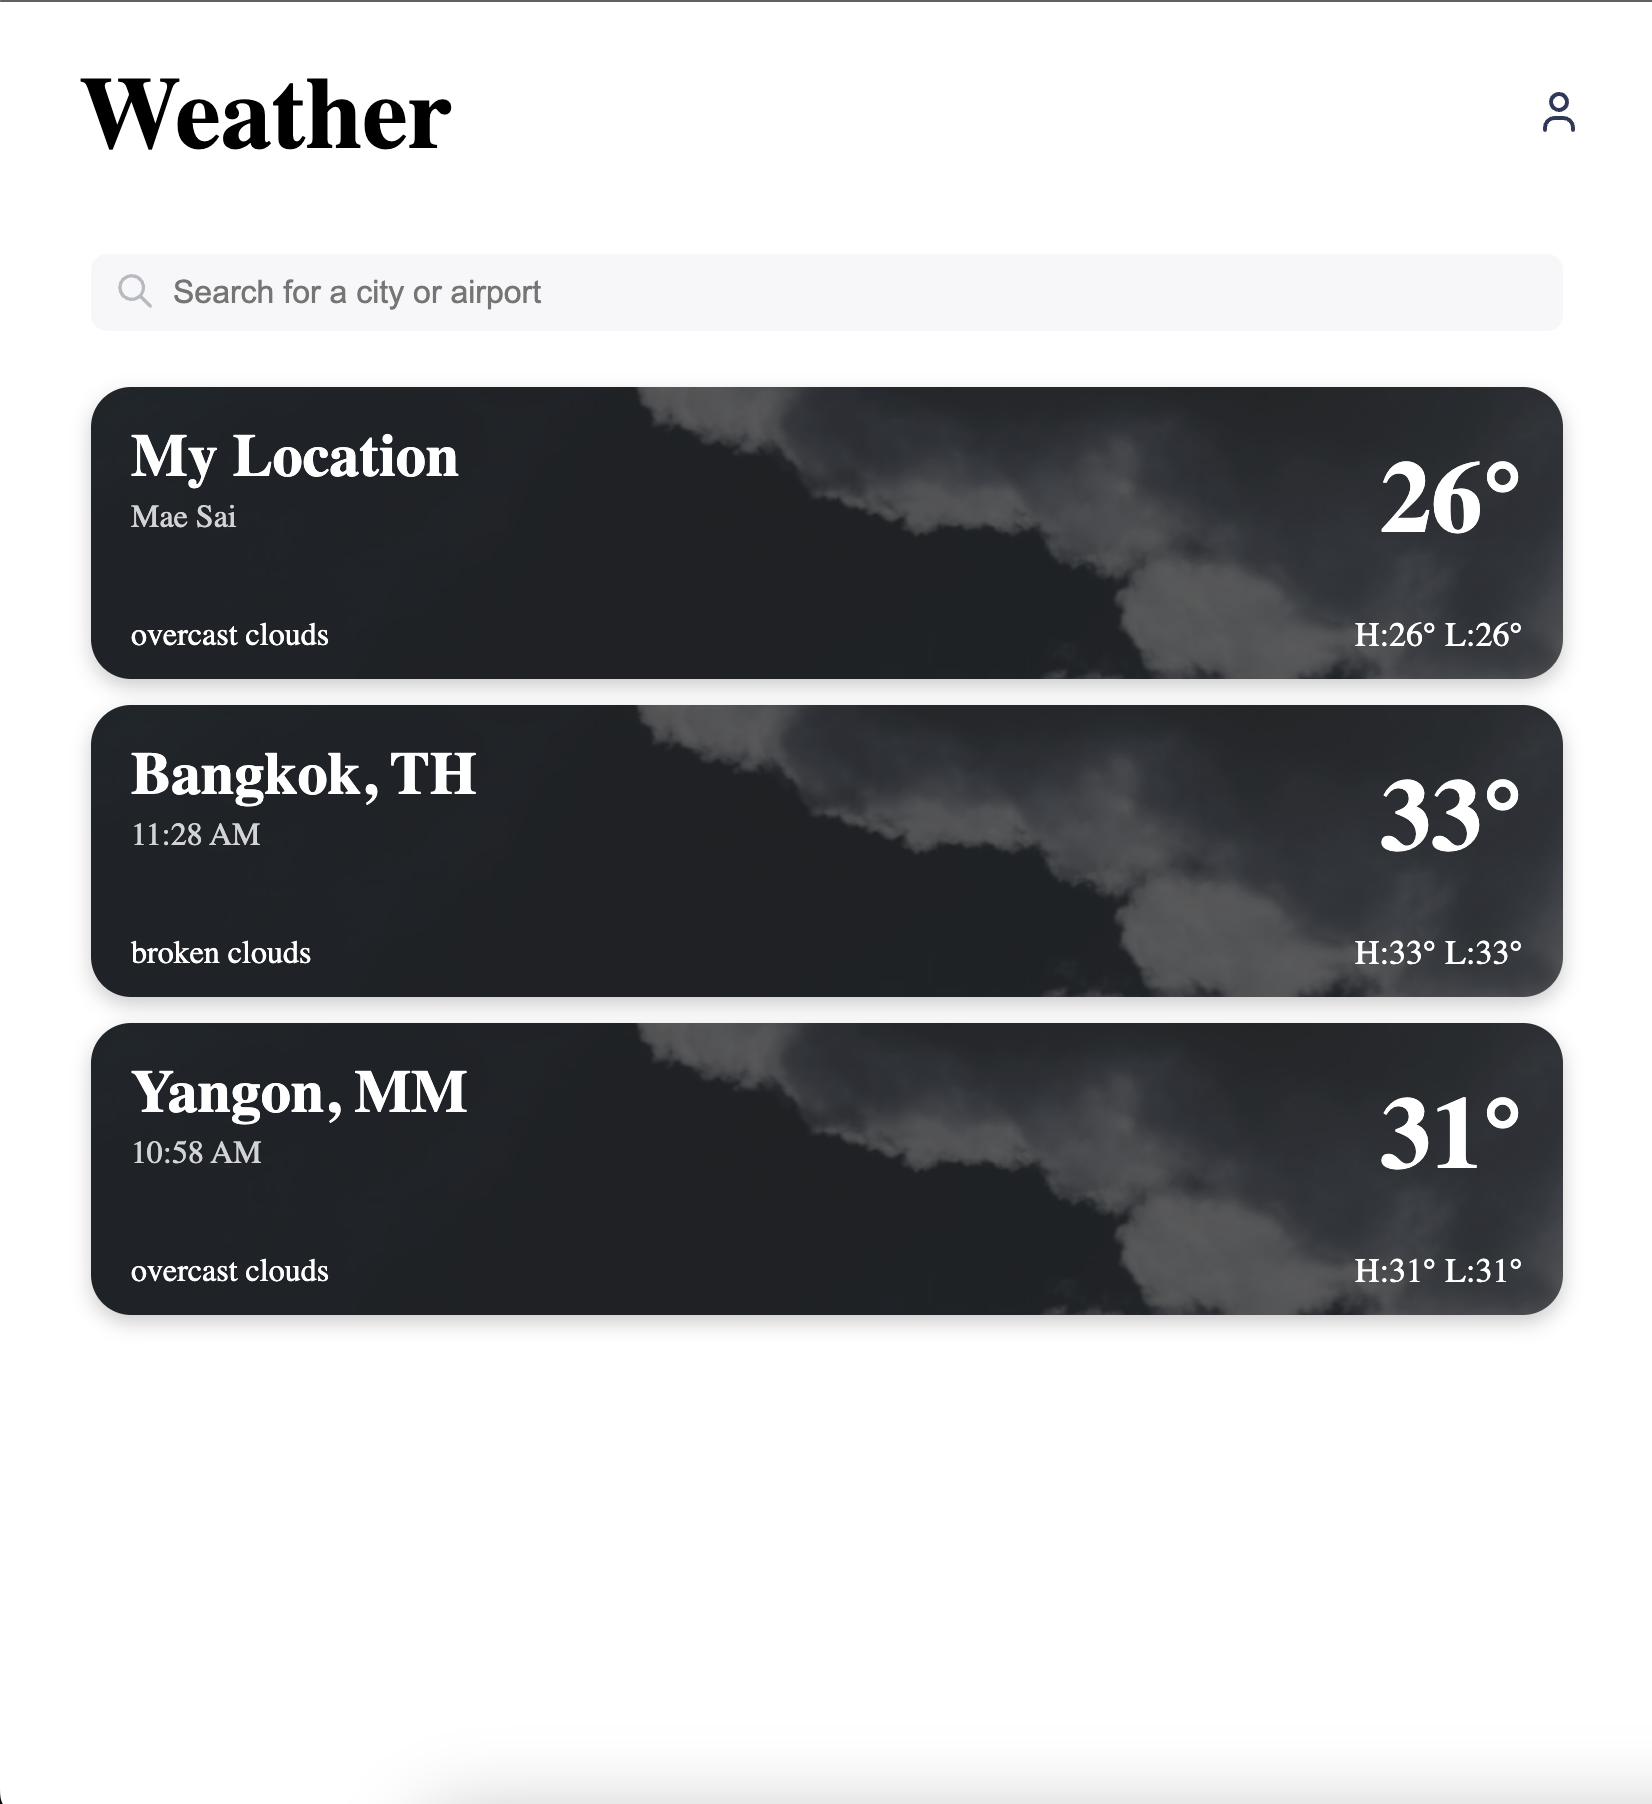 Weather
Search for a city or airport
My Location
Mae Sai
26°
overcast clouds
H:26° L:26°
Bangkok, TH
11:28 AM
33°
broken clouds
H:33° L:33°
Yangon, MM
10:58 AM
31°
overcast clouds
H:31° L:31°